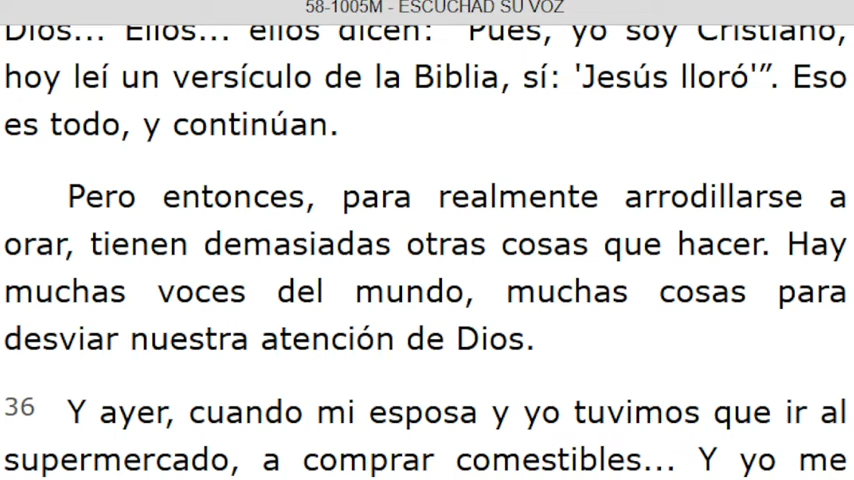 58-1005M - ESCUCHAD SU VOZ
Dios... Ellos... ellos dicen: “Pues, yo soy Cristiano,
hoy leí un versículo de la Biblia, sí: 'Jesús lloró'”. Eso
es todo, y continúan.
Pero entonces, para realmente arrodillarse a
orar, tienen demasiadas otras cosas que hacer. Hay
muchas voces del mundo, muchas cosas para
desviar nuestra atención de Dios.
36 Y ayer, cuando mi esposa y yo tuvimos que ir al
supermercado, a comprar comestibles... Y yo me